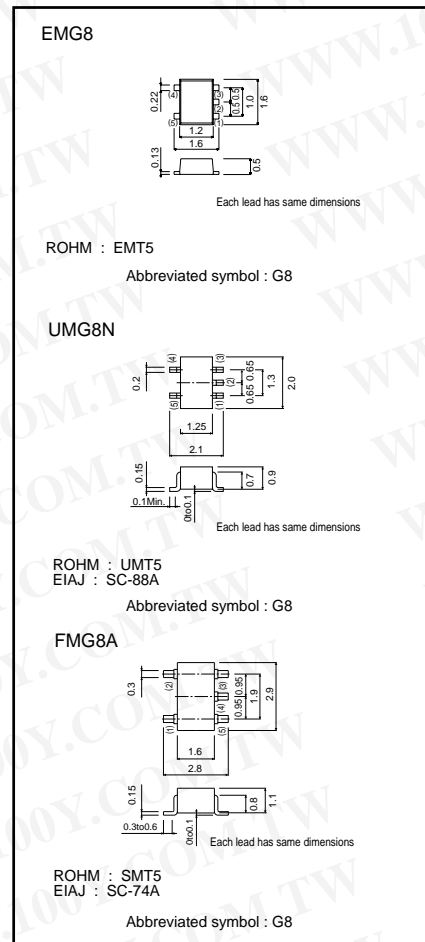 EMG8
0.22
(4)
(3)
(2)
(5)
(1)
0.5
0.5
1.0
1.6
1.2
1.6
0.13
0.5
Each lead has same dimensions
ROHM : EMT5
Abbreviated symbol : G8
UMG8N
0.2
(4)
(3)
(2)
(5)
(1)
0.65
0.65
1.3
2.0
1.25
2.1
0.15
0.1Min.
0to0.1
0.7
0.9
Each lead has same dimensions
ROHM : UMT5
EIAJ : SC-88A
Abbreviated symbol : G8
FMG8A
0.3
(2)
(3)
(4)
(1)
(5)
0.95
0.95
1.9
2.9
1.6
2.8
0.15
0.3to0.6
0to0.1
0.8
1.1
Each lead has same dimensions
ROHM : SMT5
EIAJ : SC-74A
Abbreviated symbol : G8
WWW.100Y.COM.TW